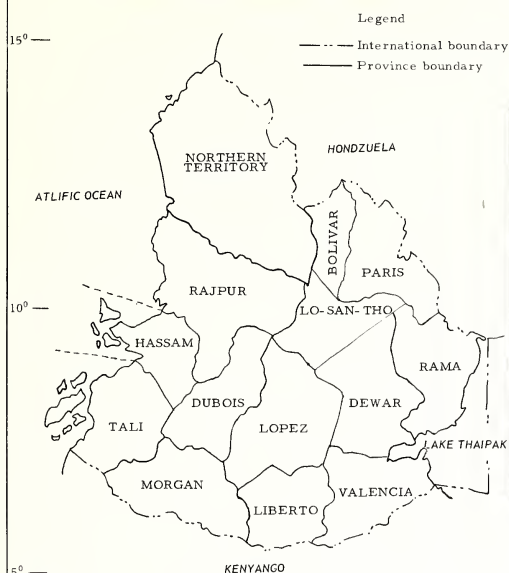 Legend
15°
International boundary
Province boundary
HONDZUELA
NORTHERN
TERRITORY
ATLIFIC OCEAN
BOLIVAR
PARIS
RAJPUR
10°
LO-SAN-THO
HASSAM
RAMA
DUBOIS
DEWAR
TALI
LOPEZ
LAKE THAIPAK
MORGAN
VALENCIA
LIBERTO
5°
KENYANGO